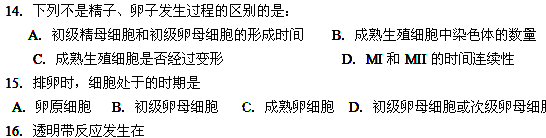 14. 下列不是精子、卵子发生过程的区别的是：
A. 初级精母细胞和初级卵母细胞的形成时间 B. 成熟生殖细胞中染色体的数量
C. 成熟生殖细胞是否经过变形 D. MI 和 MII 的时间连续性
15. 排卵时，细胞处于的时期是
A. 卵原细胞 B. 初级卵母细胞 C. 成熟卵细胞 D. 初级卵母细胞或次级卵母细
16. 透明带反应发生在